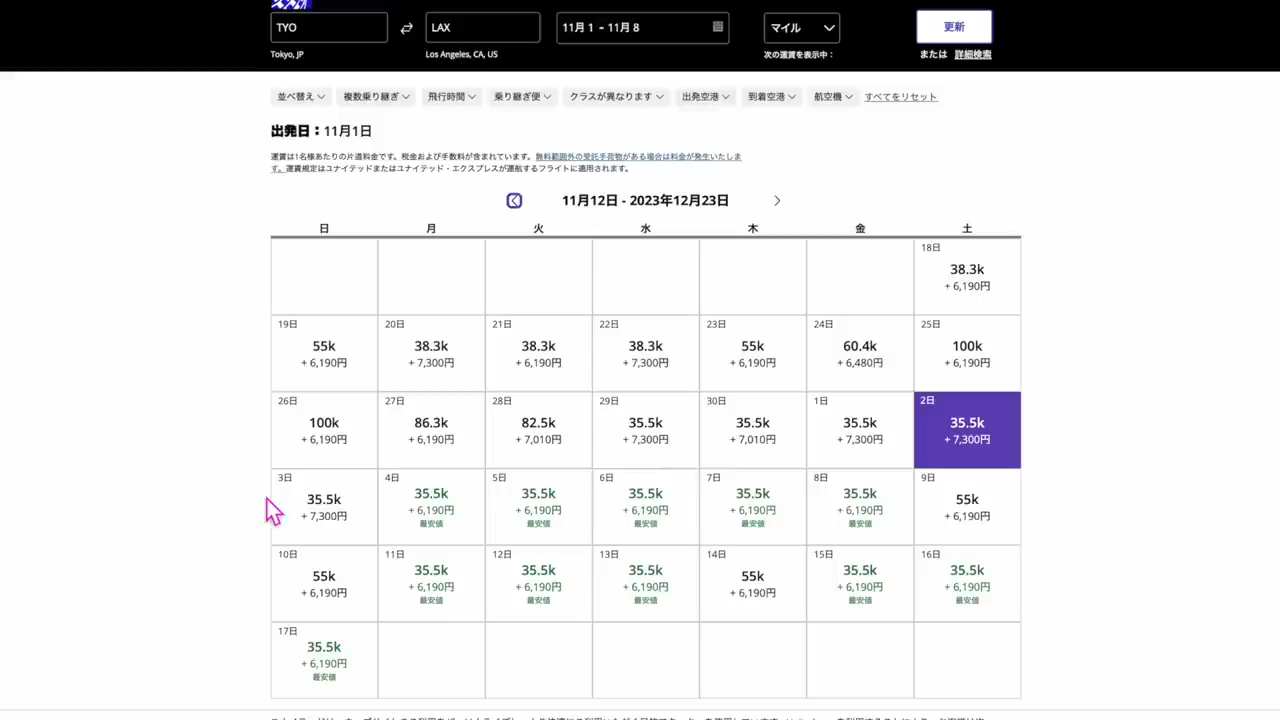 TYO
LAX
11月 1 - 11月 8
マイル
更新
Tokyo, JP
Los Angeles, CA, US
次の運賃を表示中：
または 詳細検索
並べ替え
複数乗り継ぎ
飛行時間
乗り継ぎ便
クラスが異なります
出発空港
到着空港
航空機
すべてをリセット
出発日：11月1日
運賃は1名様あたりの片道料金です。税金および手数料が含まれています。無料範囲外の受託手荷物がある場合は料金が発生いたしま
す。運賃規定はユナイテッドまたはユナイテッド・エクスプレスが運航するフライトに適用されます。
11月12日 - 2023年12月23日
日 月 火 水 木 金 土
18日
38.3k
+ 6,190円
19日 20日 21日 22日 23日 24日 25日
55k 38.3k 38.3k 38.3k 55k 60.4k 100k
+ 6,190円 + 7,300円 + 6,190円 + 7,300円 + 6,190円 + 6,480円 + 6,190円
26日 27日 28日 29日 30日 1日 2日
100k 86.3k 82.5k 35.5k 35.5k 35.5k 35.5k
+ 6,190円 + 6,190円 + 7,010円 + 7,300円 + 7,010円 + 7,300円 + 7,300円
3日 4日 5日 6日 7日 8日 9日
35.5k 35.5k 35.5k 35.5k 35.5k 35.5k 55k
+ 7,300円 + 6,190円 + 6,190円 + 6,190円 + 6,190円 + 6,190円 + 6,190円
最安値 最安値 最安値 最安値 最安値
10日 11日 12日 13日 14日 15日 16日
55k 35.5k 35.5k 35.5k 55k 35.5k 35.5k
+ 6,190円 + 6,190円 + 6,190円 + 6,190円 + 6,190円 + 6,190円 + 6,190円
最安値 最安値 最安値 最安値 最安値
17日
35.5k
+ 6,190円
最安値